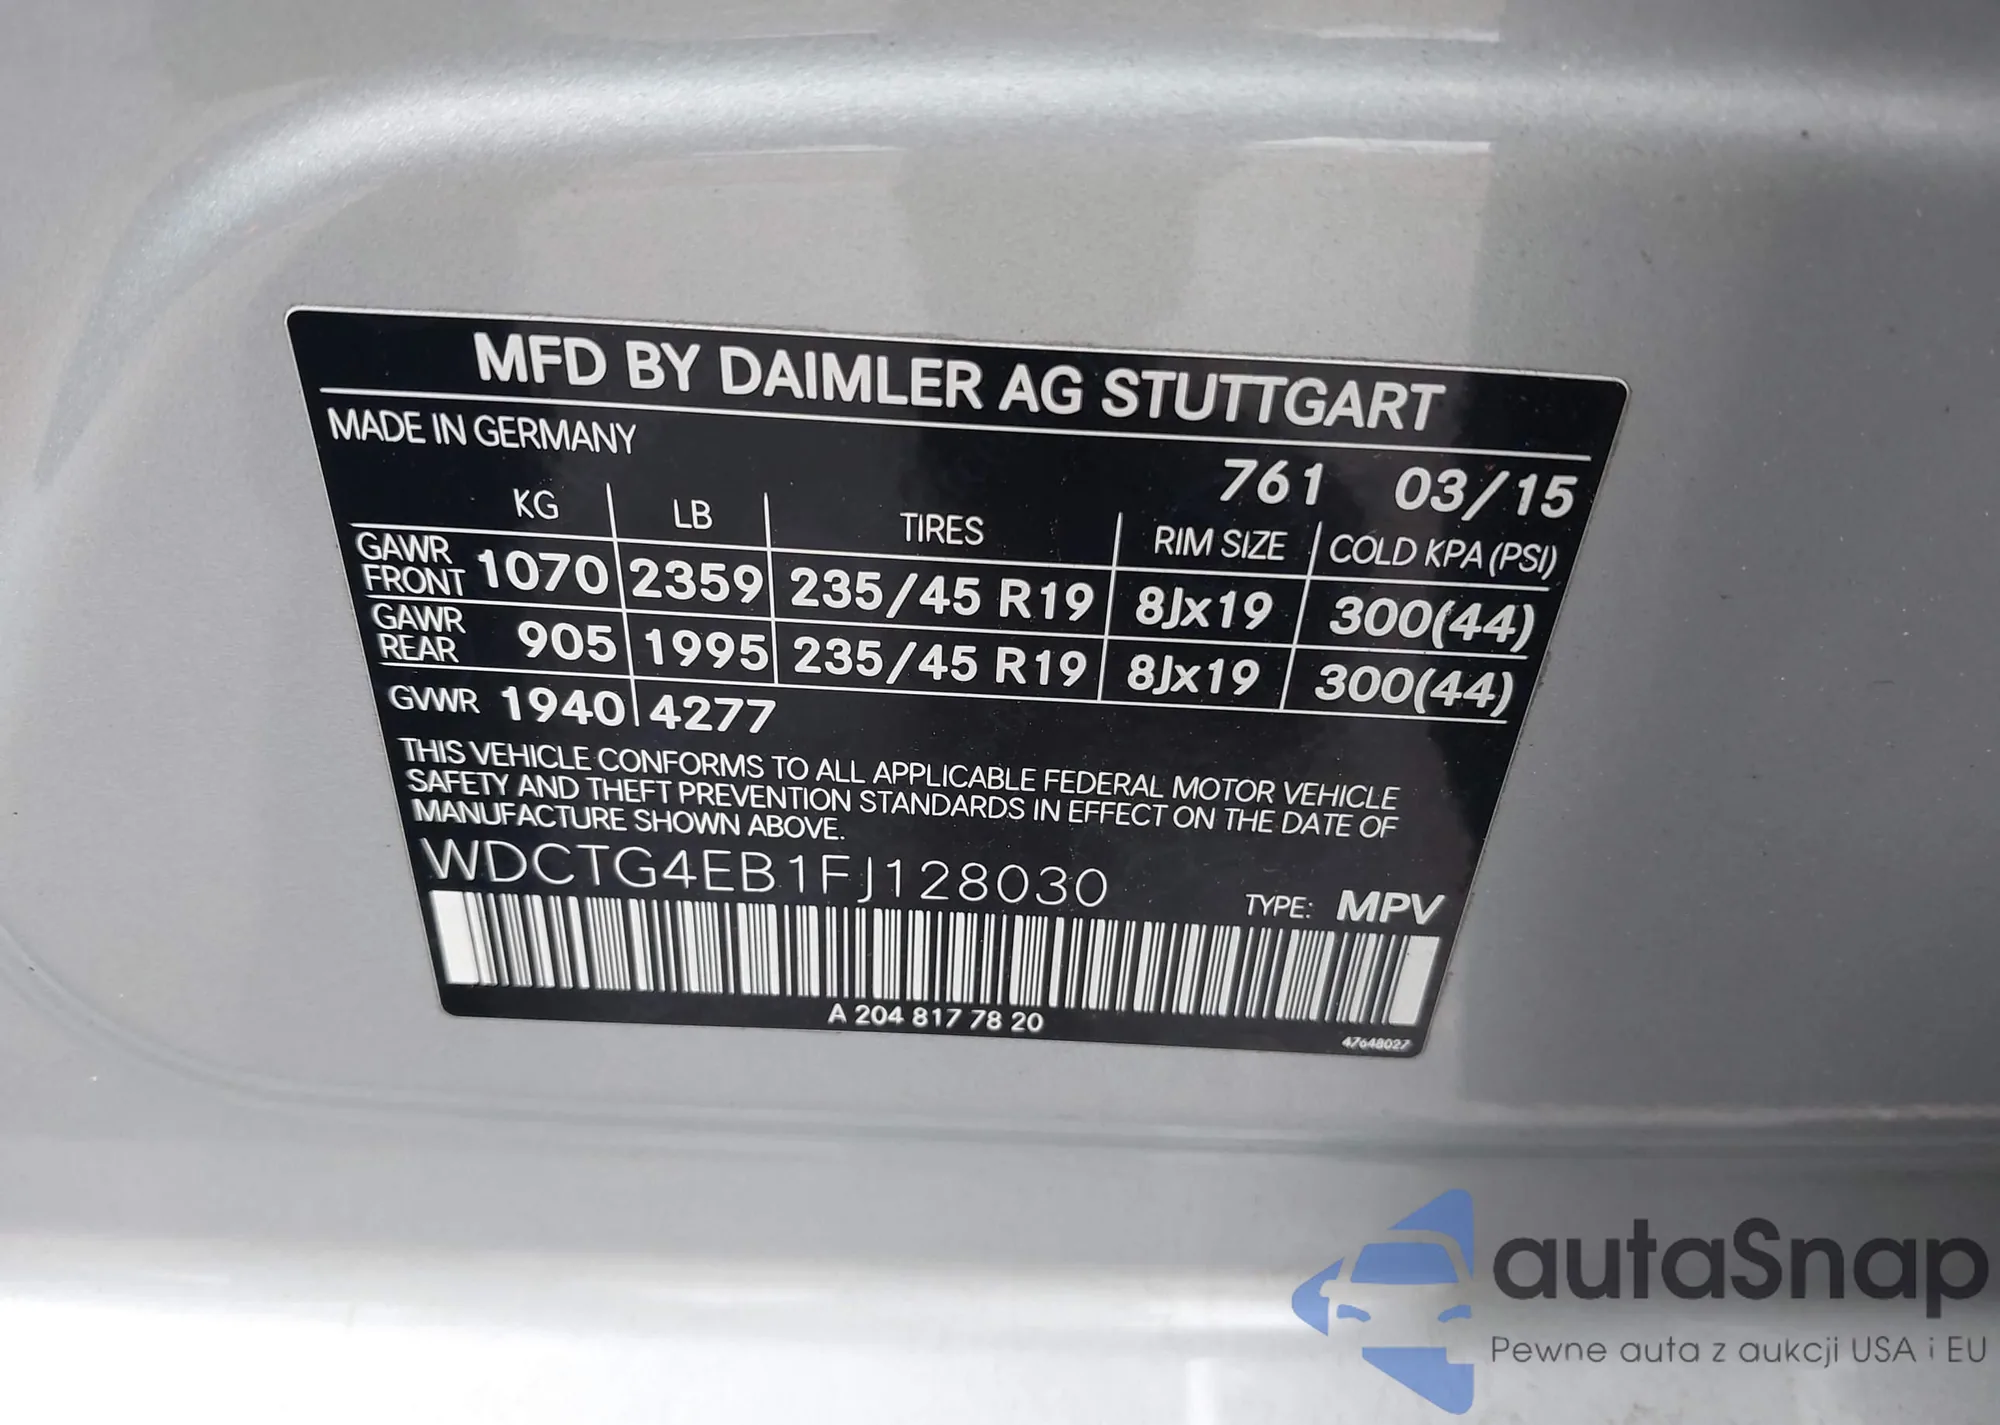 MFD BY DAIMLER AG STUTTGART
MADE IN GERMANY
761 03/15
KG LB TIRES RIM SIZE COLD KPA (PSI)
GAWR FRONT 1070 2359 235/45 R19 8Jx19 300(44)
GAWR REAR 905 1995 235/45 R19 8Jx19 300(44)
GVWR 1940 4277
THIS VEHICLE CONFORMS TO ALL APPLICABLE FEDERAL MOTOR VEHICLE
SAFETY AND THEFT PREVENTION STANDARDS IN EFFECT ON THE DATE OF
MANUFACTURE SHOWN ABOVE.
WDCTG4EB1FJ128030
TYPE: MPV
A 204 817 78 20
47648027
autaSnap
Pewne auta z aukcji USA i EU